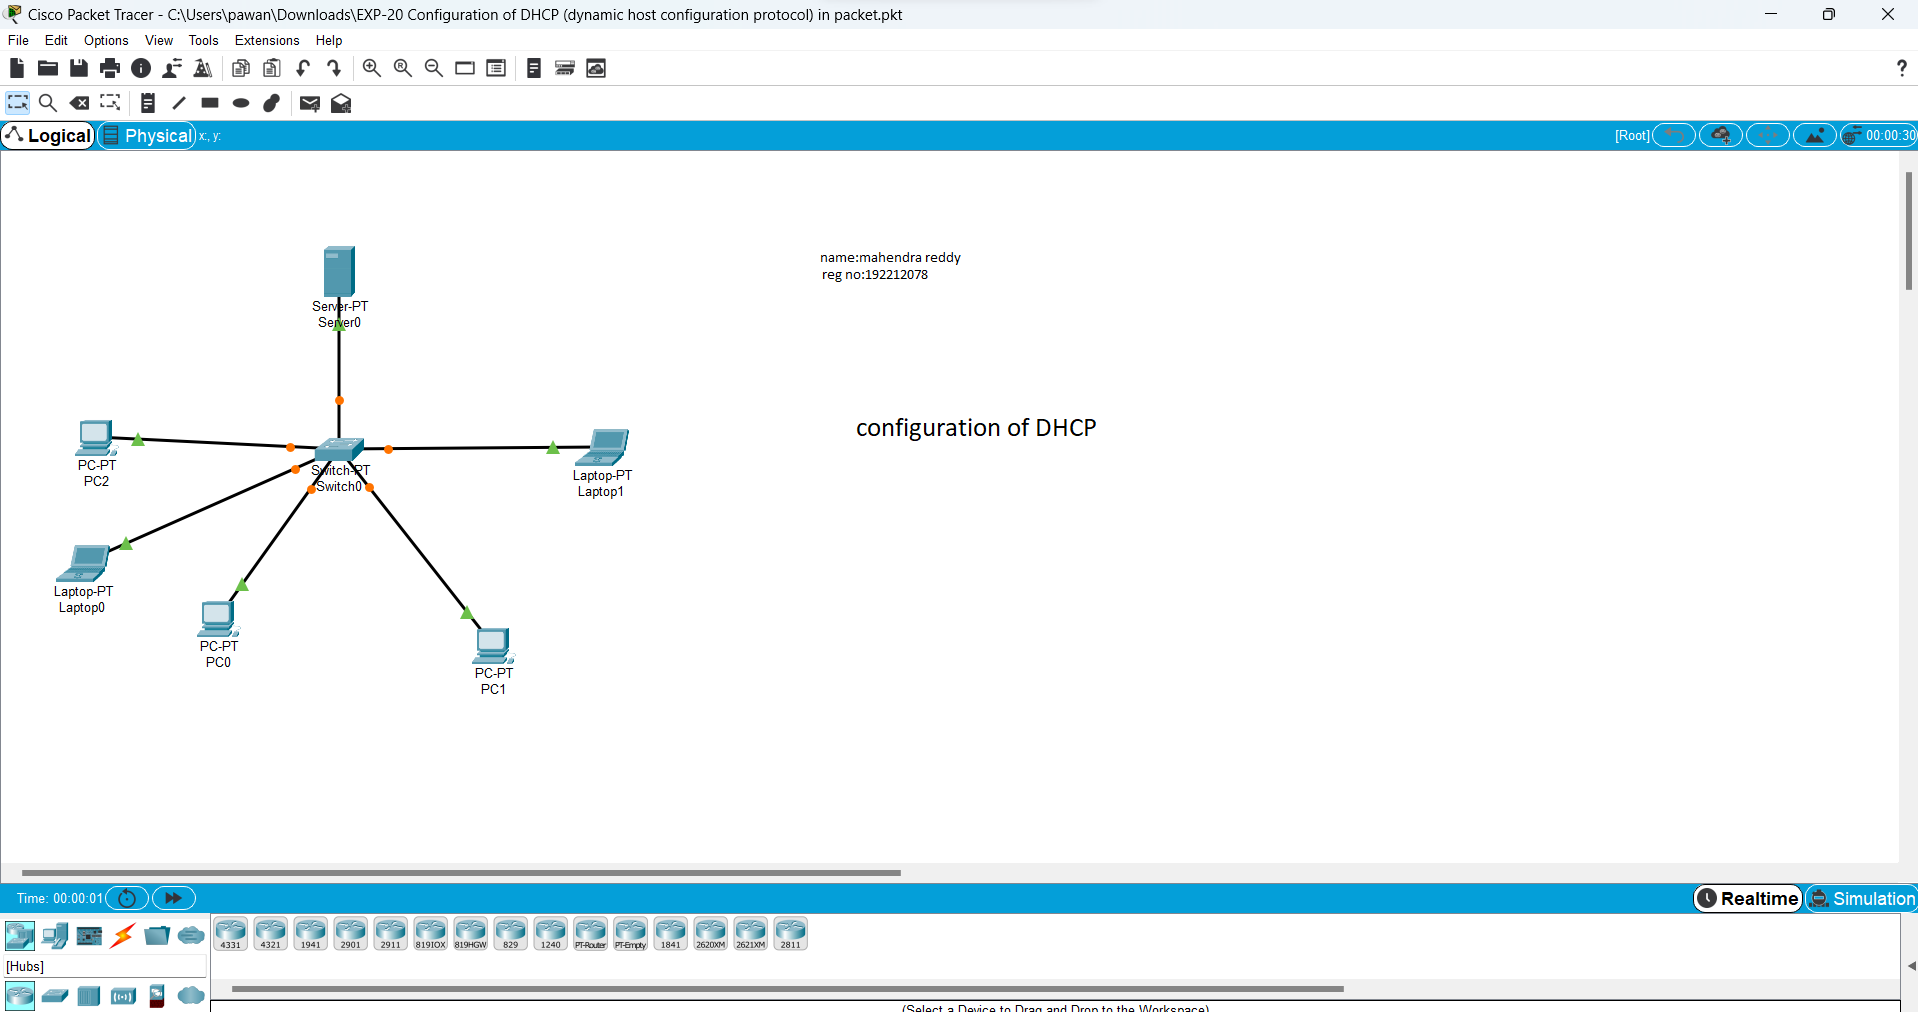 Cisco Packet Tracer - C:\Users\pawan\Downloads\EXP-20 Configuration of DHCP (dynamic host configuration protocol) in packet.pkt
File Edit Options View Tools Extensions Help
?
Logical Physical x:, y: [Root] 00:00:30
name:mahendra reddy
reg no:192212078
Server-PT
Server0
configuration of DHCP
PC-PT
PC2
Switch-PT
Switch0
Laptop-PT
Laptop1
Laptop-PT
Laptop0
PC-PT
PC0
PC-PT
PC1
Time: 00:00:01 Realtime Simulation
4331 4321 1941 2901 2911 819IOX 819HGW 829 1240 PT-Router PT-Empty 1841 2620XM 2621XM 2811
[Hubs]
(Select a Device to Drag and Drop to the Workspace)